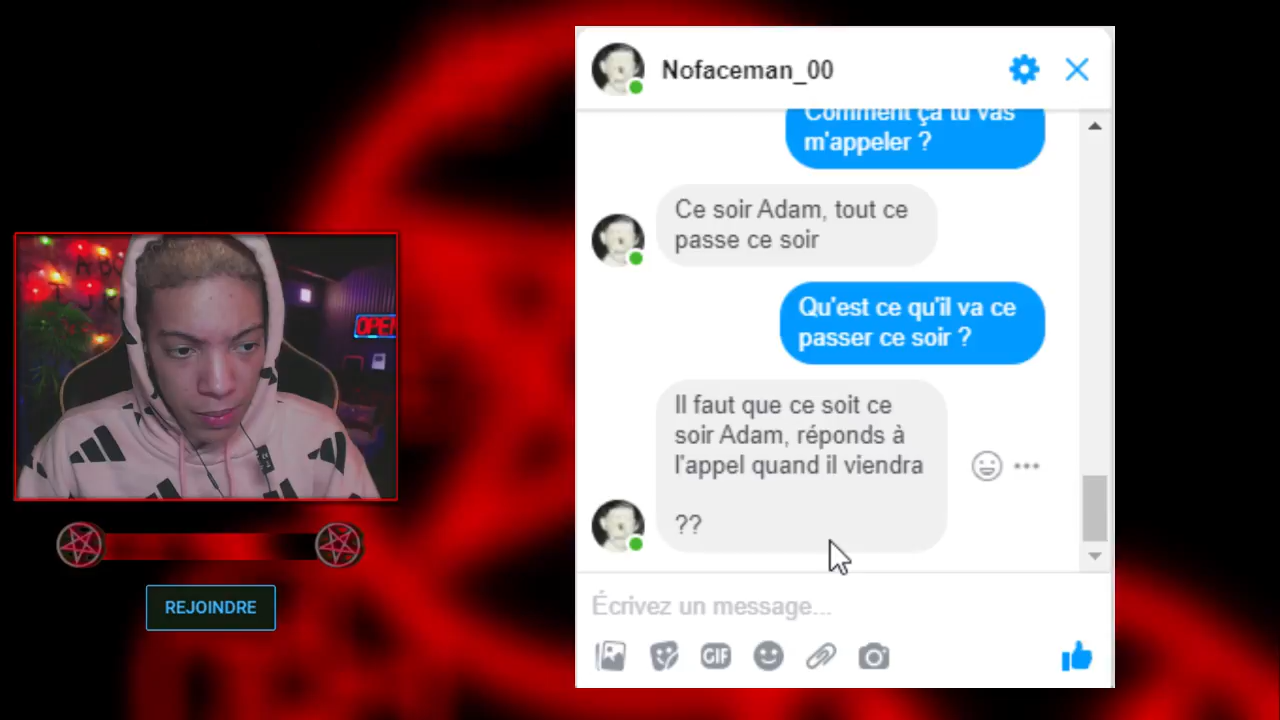 Nofaceman_00
Comment ça tu vas
m'appeler ?
Ce soir Adam, tout ce
passe ce soir
Qu'est ce qu'il va ce
passer ce soir ?
Il faut que ce soit ce
soir Adam, réponds à
l'appel quand il viendra
??
Écrivez un message...
GIF
OPEN
REJOINDRE